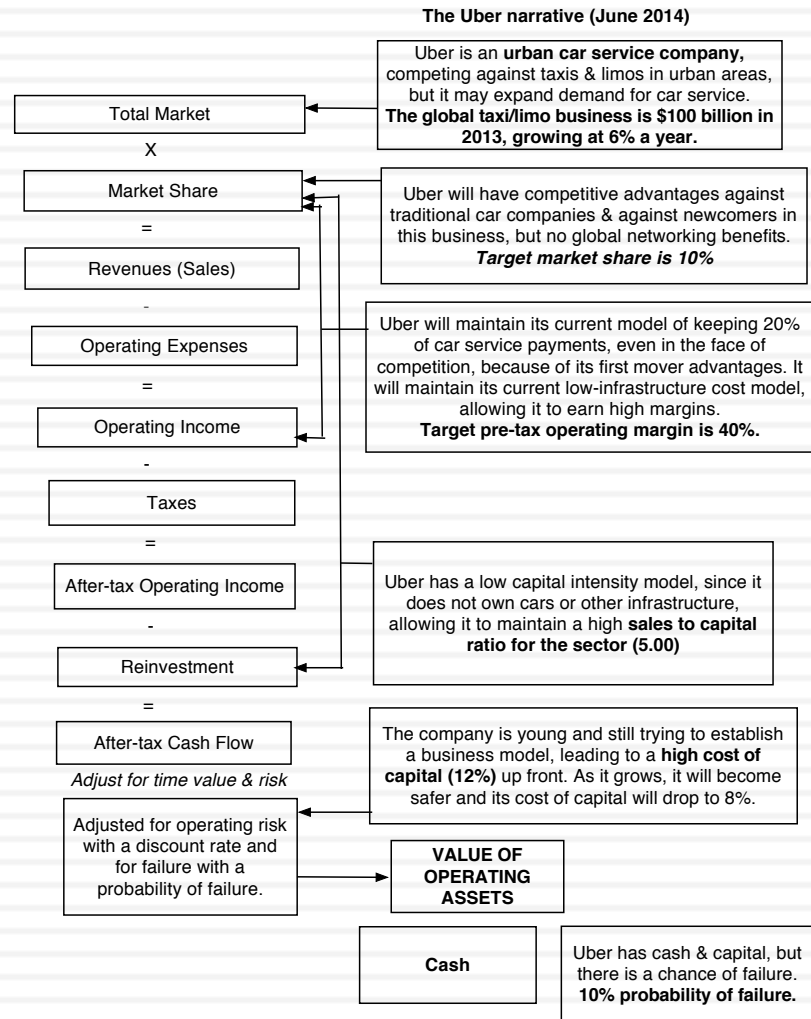 The Uber narrative (June 2014)
Uber is an urban car service company,
competing against taxis & limos in urban areas,
but it may expand demand for car service.
The global taxi/limo business is $100 billion in
2013, growing at 6% a year.
Total Market
X
Market Share
Uber will have competitive advantages against
traditional car companies & against newcomers in
this business, but no global networking benefits.
Target market share is 10%
=
Revenues (Sales)
-
Operating Expenses
=
Operating Income
Uber will maintain its current model of keeping 20%
of car service payments, even in the face of
competition, because of its first mover advantages. It
will maintain its current low-infrastructure cost model,
allowing it to earn high margins.
Target pre-tax operating margin is 40%.
-
Taxes
=
After-tax Operating Income
-
Reinvestment
Uber has a low capital intensity model, since it
does not own cars or other infrastructure,
allowing it to maintain a high sales to capital
ratio for the sector (5.00)
=
After-tax Cash Flow
Adjust for time value & risk
The company is young and still trying to establish
a business model, leading to a high cost of
capital (12%) up front. As it grows, it will become
safer and its cost of capital will drop to 8%.
Adjusted for operating risk
with a discount rate and
for failure with a
probability of failure.
VALUE OF
OPERATING
ASSETS
Cash
Uber has cash & capital, but
there is a chance of failure.
10% probability of failure.